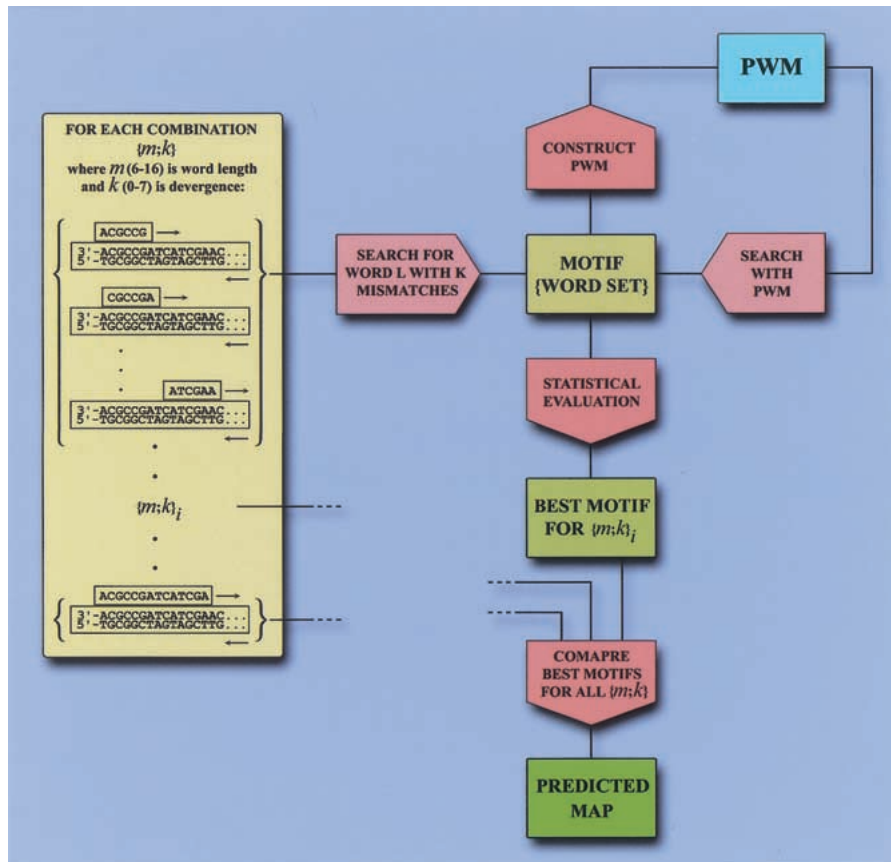 PWM
FOR EACH COMBINATION
{m;k}
where m (6-16) is word length
and k (0-7) is devergence:
CONSTRUCT
PWM
ACGCCG
3'-ACGCCGATCATCGAAC...
5'-TGCGGCTAGTAGCTTG...
SEARCH FOR
WORD L WITH K
MISMATCHES
MOTIF
{WORD SET}
SEARCH
WITH
PWM
CGCCGA
3'-ACGCCGATCATCGAAC...
5'-TGCGGCTAGTAGCTTG...
ATCGAA
3'-ACGCCGATCATCGAAC...
5'-TGCGGCTAGTAGCTTG...
STATISTICAL
EVALUATION
{m;k}i
BEST MOTIF
FOR {m;k}i
ACGCCGATCATCGA
3'-ACGCCGATCATCGAAC...
5'-TGCGGCTAGTAGCTTG...
COMAPRE
BEST MOTIFS
FOR ALL {m;k}
PREDICTED
MAP